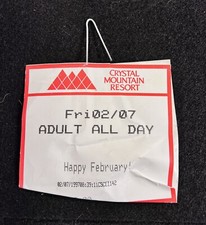 CRYSTAL
MOUNTAIN
RESORT
Fri02/07
ADULT ALL DAY
Happy February!